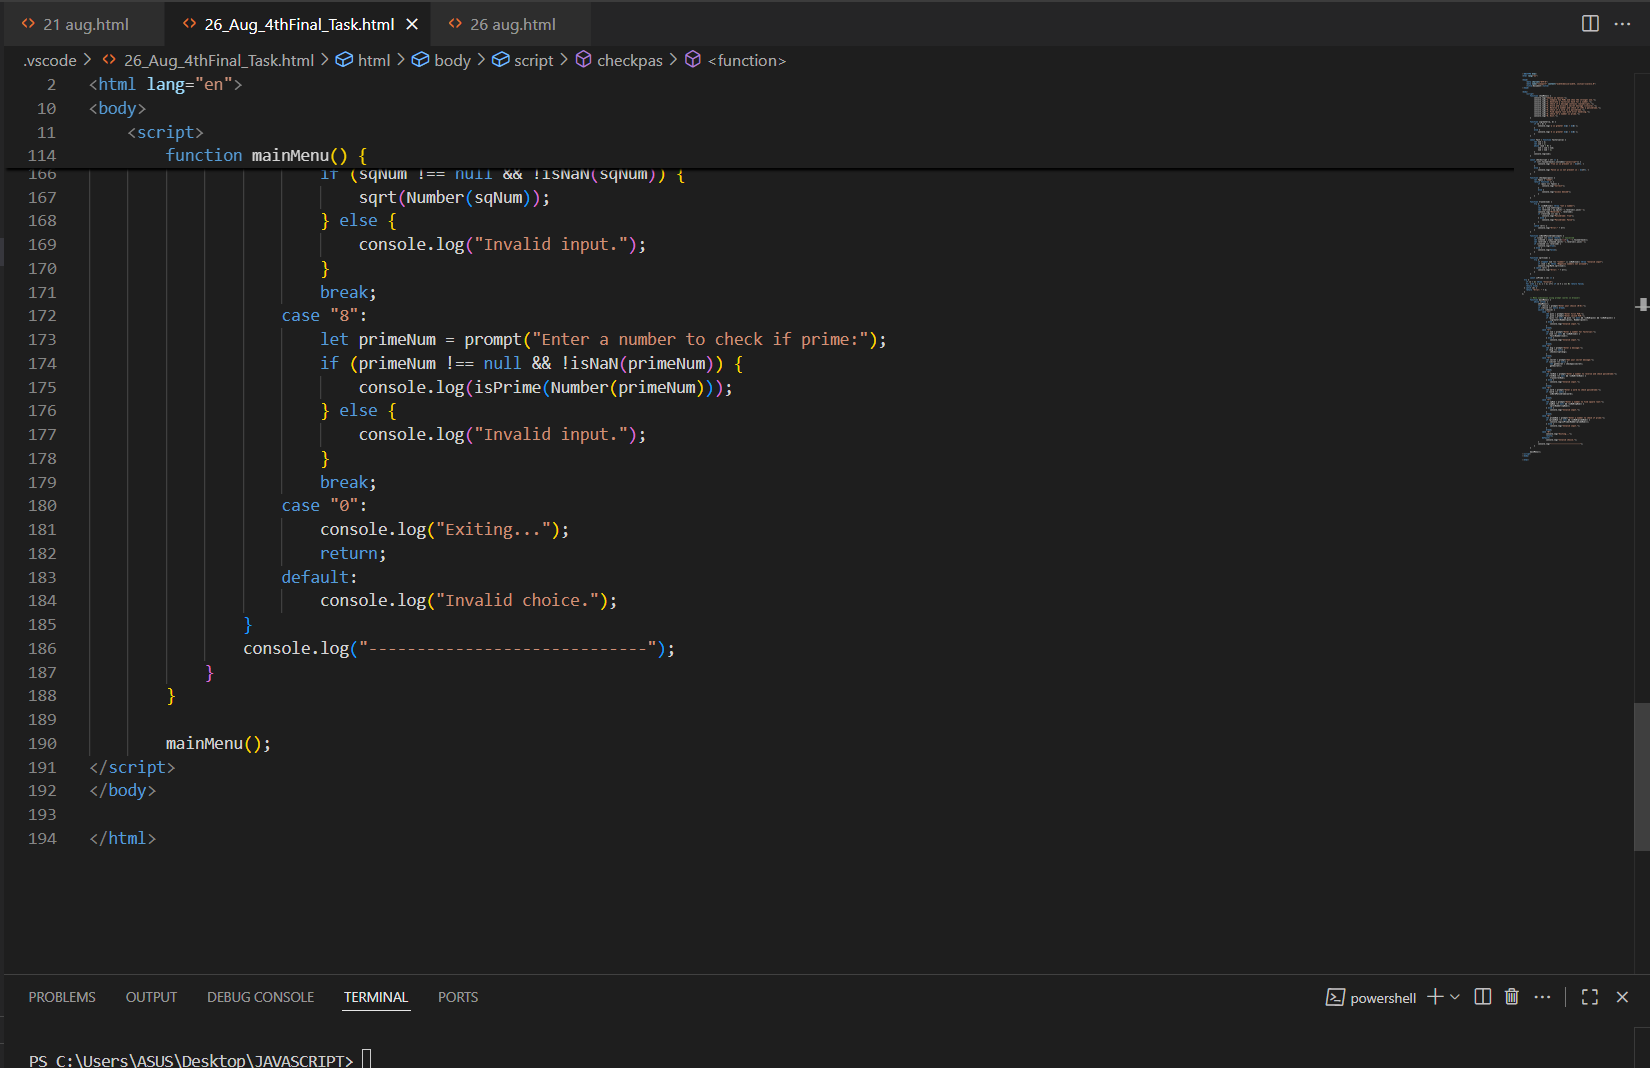 21 aug.html
26_Aug_4thFinal_Task.html
26 aug.html
.vscode > 26_Aug_4thFinal_Task.html > html > body > script > checkpas > <function>
2 <html lang="en">
10 <body>
11 <script>
114 function mainMenu() {
166 if (sqNum !== null && !isNaN(sqNum)) {
167 sqrt(Number(sqNum));
168 } else {
169 console.log("Invalid input.");
170 }
171 break;
172 case "8":
173 let primeNum = prompt("Enter a number to check if prime:");
174 if (primeNum !== null && !isNaN(primeNum)) {
175 console.log(isPrime(Number(primeNum)));
176 } else {
177 console.log("Invalid input.");
178 }
179 break;
180 case "0":
181 console.log("Exiting...");
182 return;
183 default:
184 console.log("Invalid choice.");
185 }
186 console.log("-----------------------------");
187 }
188 }
189
190 mainMenu();
191 </script>
192 </body>
193
194 </html>
PROBLEMS OUTPUT DEBUG CONSOLE TERMINAL PORTS
powershell
PS C:\Users\ASUS\Desktop\JAVASCRIPT>